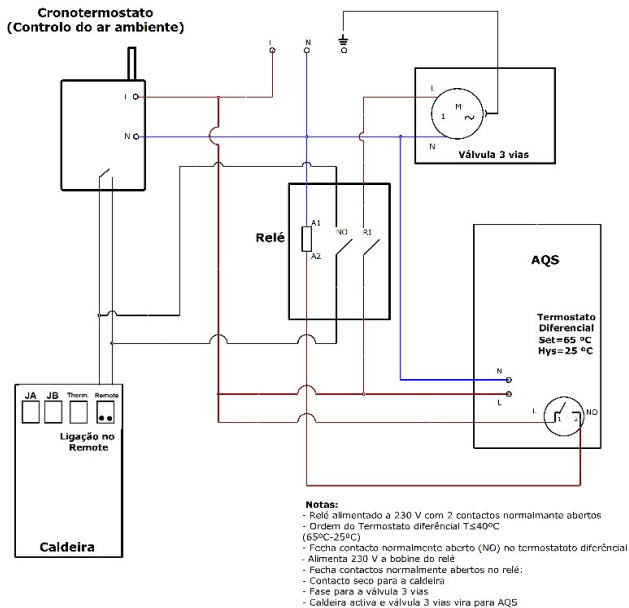 Cronotermostato
(Controlo do ar ambiente)
I
N
I
N
L
M
1
N
Válvula 3 vias
Relé
A1
A2
NO
RI
AQS
Termostato
Diferencial
Set=65 ºC
Hys=25 ºC
N
L
L
1
2
NO
JA
JB
Therm.
Remote
Ligação no
Remote
Caldeira
Notas:
- Relé alimentado a 230 V com 2 contactos normalmante abertos
- Ordem do Termostato diferêncial T≤40ºC
(65ºC-25ºC)
- Fecha contacto normalmente aberto (NO) no termostatoto diferêncial
- Alimenta 230 V a bobine do relé
- Fecha contactos normalmente abertos no relé:
- Contacto seco para a caldeira
- Fase para a válvula 3 vias
- Caldeira activa e válvula 3 vias vira para AQS